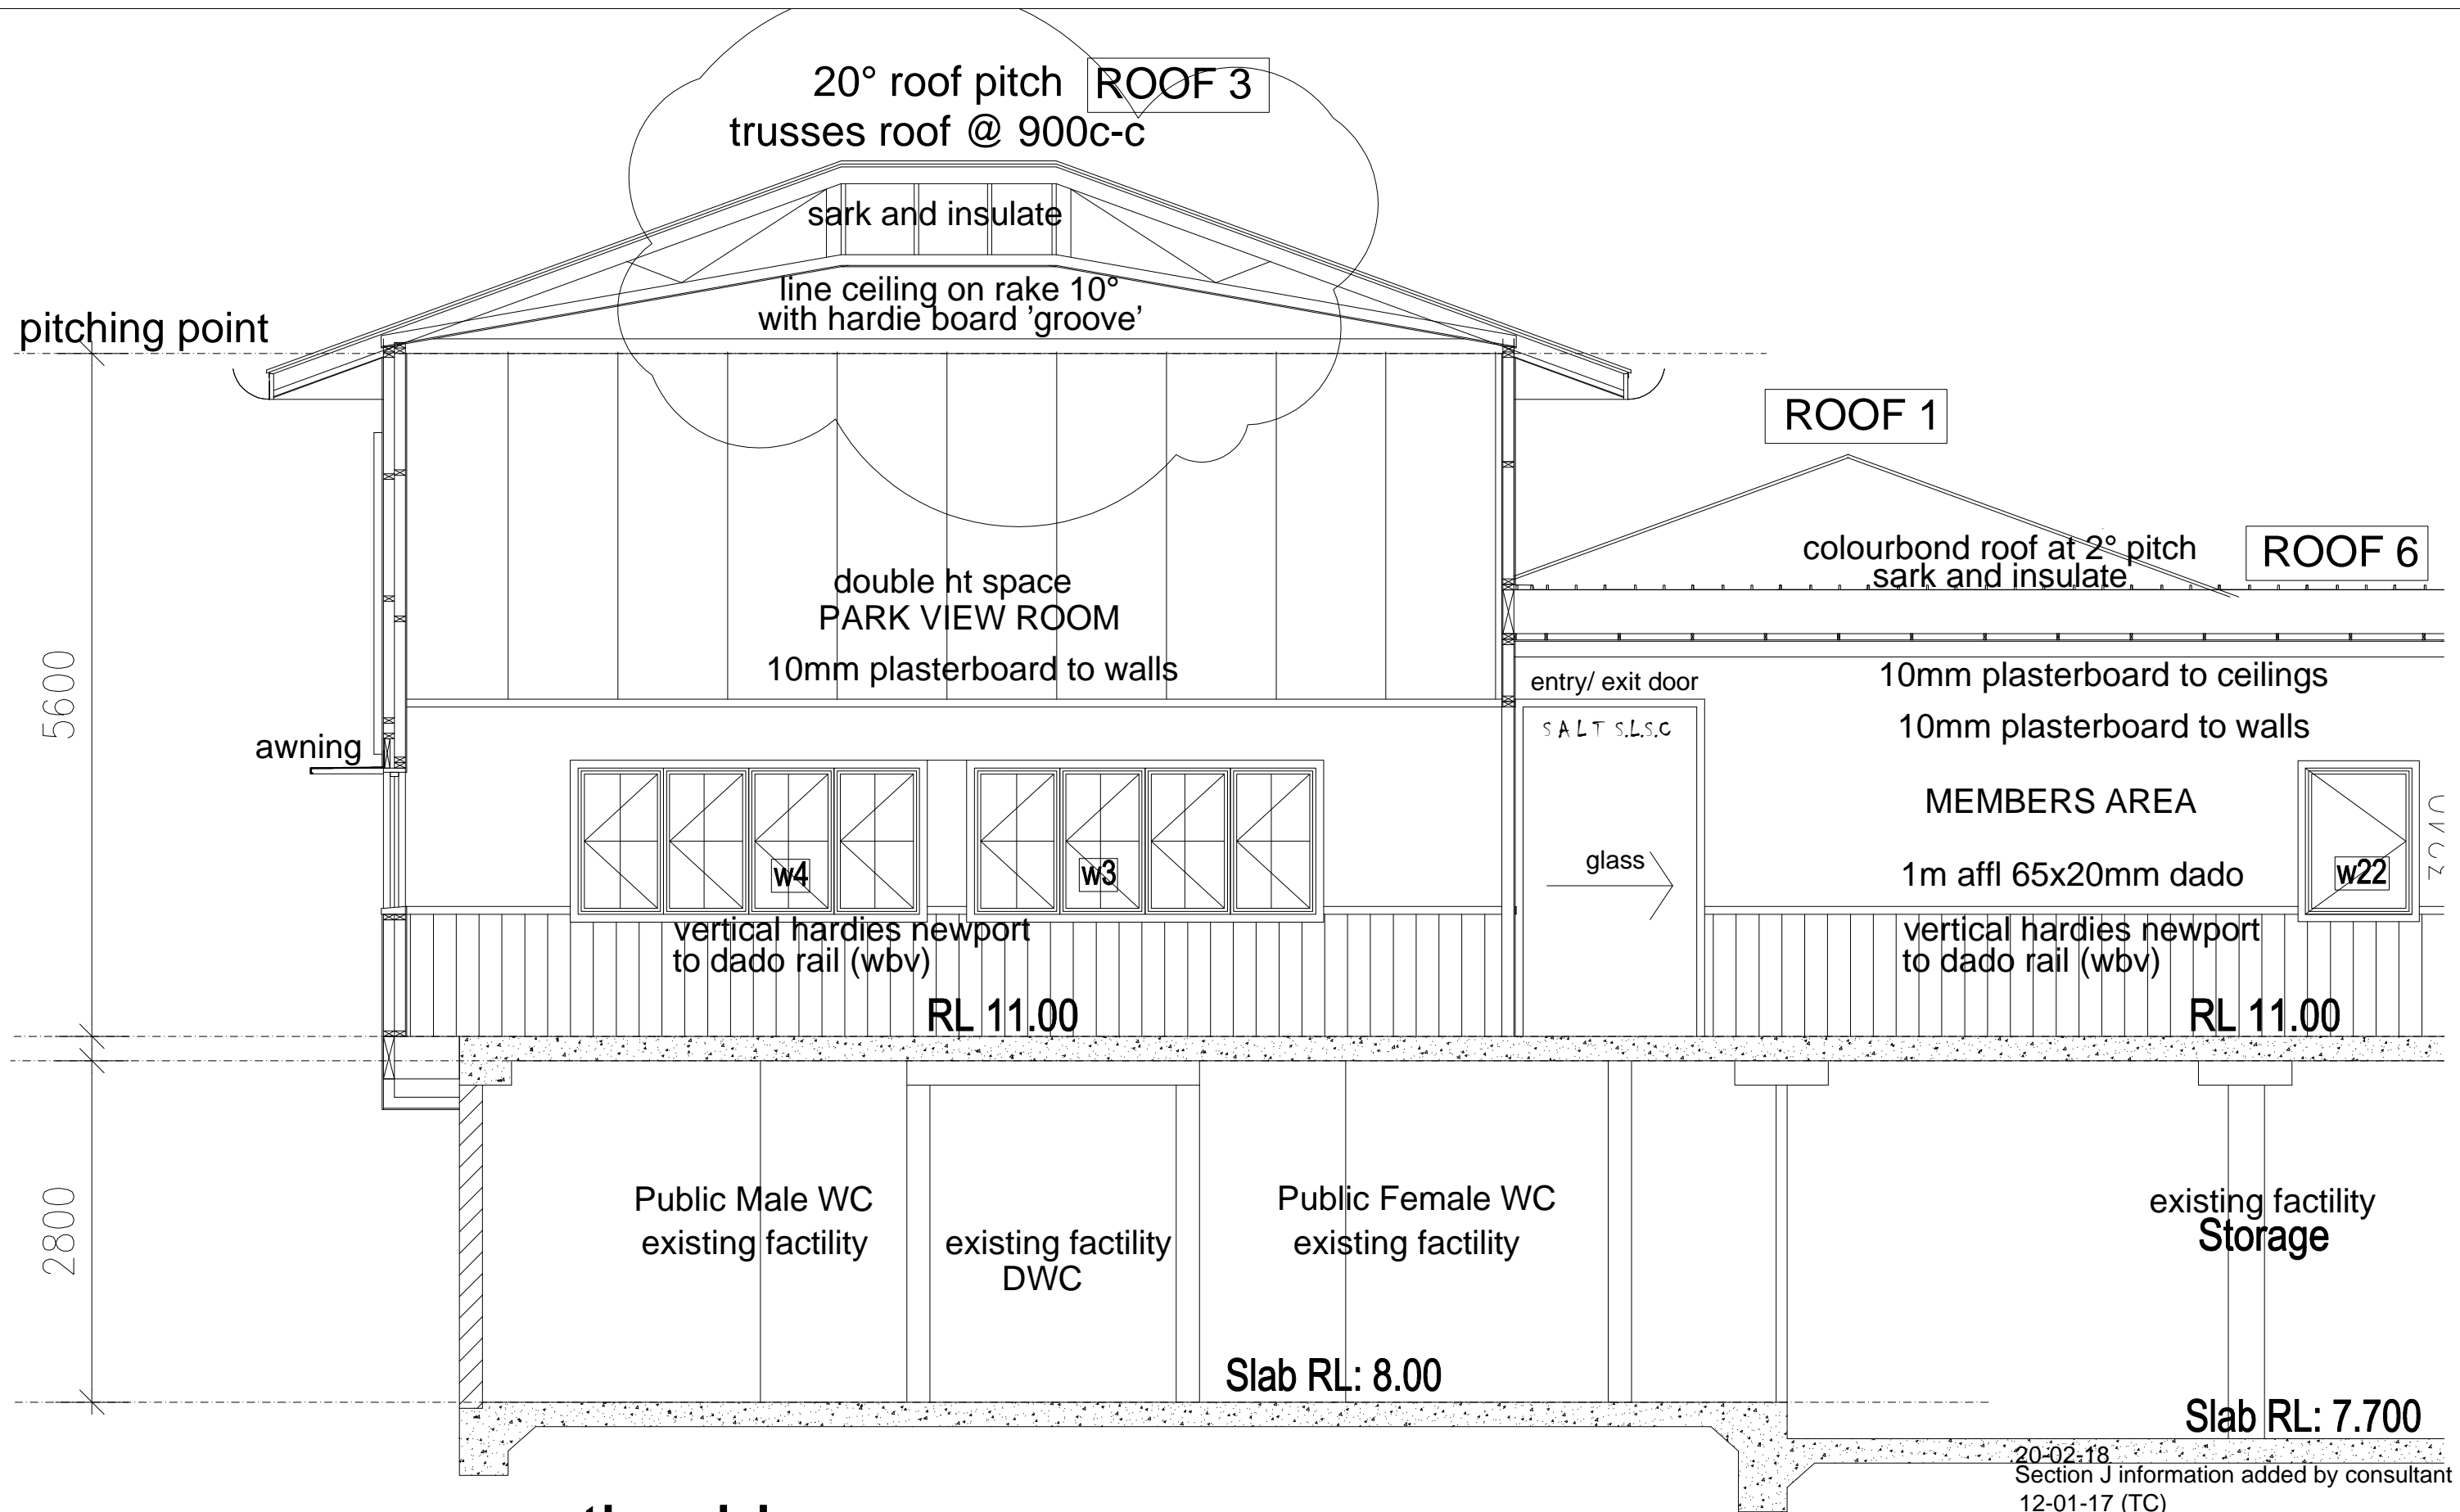 20° roof pitch ROOF 3
trusses roof @ 900c-c
sark and insulate
line ceiling on rake 10°
with hardie board 'groove'
pitching point
ROOF 1
colourbond roof at 2° pitch
ROOF 6
sark and insulate
double ht space
PARK VIEW ROOM
10mm plasterboard to walls
5600
entry/ exit door
10mm plasterboard to ceilings
SALT S.L.S.C
10mm plasterboard to walls
awning
MEMBERS AREA
3240
w4
w3
glass
1m affl 65x20mm dado
w22
vertical hardies newport
to dado rail (wbv)
vertical hardies newport
to dado rail (wbv)
RL 11.00
RL 11.00
2800
Public Male WC
existing factility
existing factility
DWC
Public Female WC
existing factility
existing factility
Storage
Slab RL: 8.00
Slab RL: 7.700
20-02-18
Section J information added by consultant
12-01-17 (TC)